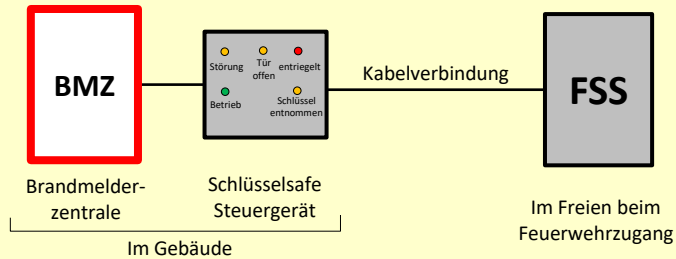 BMZ
Störung
Tür
offen
entriegelt
Betrieb
Schlüssel
entnommen
Kabelverbindung
FSS
Brandmelder-
zentrale
Schlüsselsafe
Steuergerät
Im Gebäude
Im Freien beim
Feuerwehrzugang